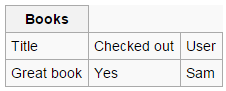 Books
Title Checked out User
Great book Yes Sam